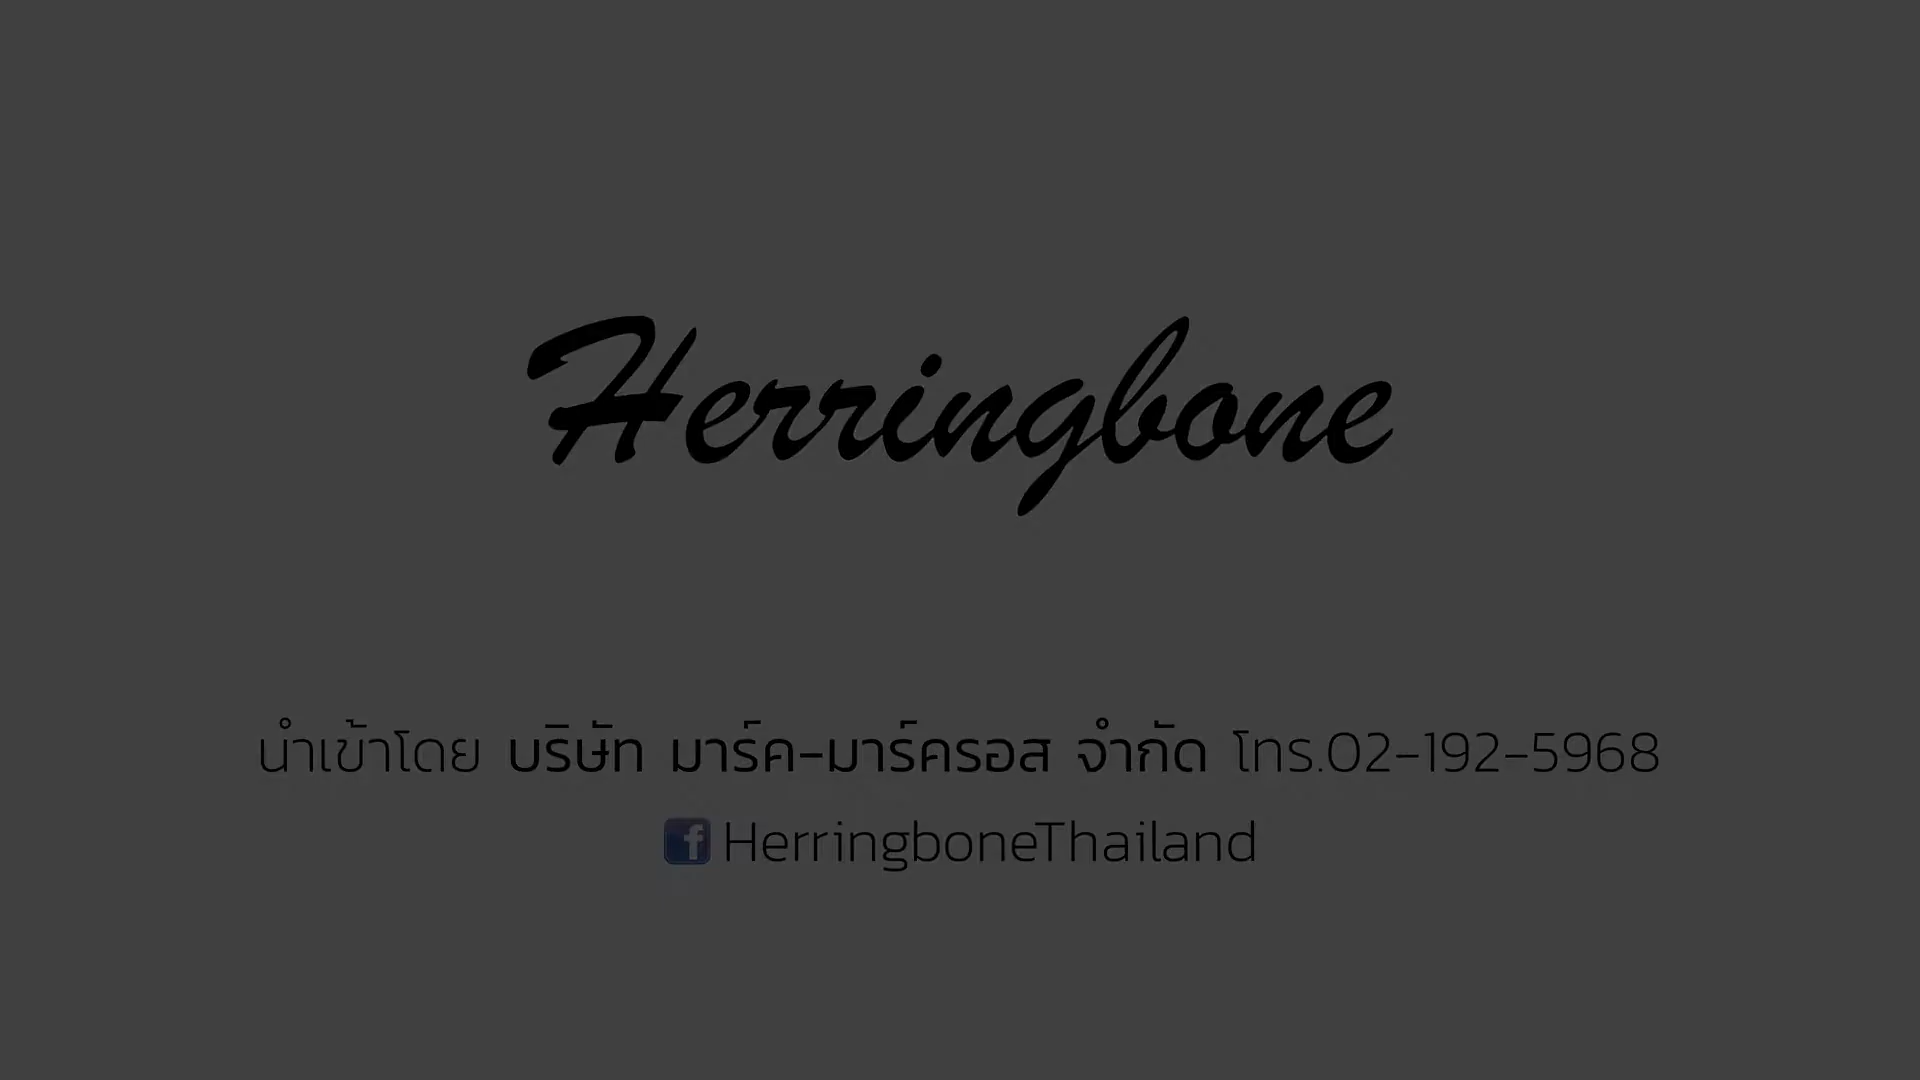 Herringbone
นำเข้าโดย บริษัท มาร์ค-มาร์ครอส จำกัด โทร.02-192-5968
f HerringboneThailand